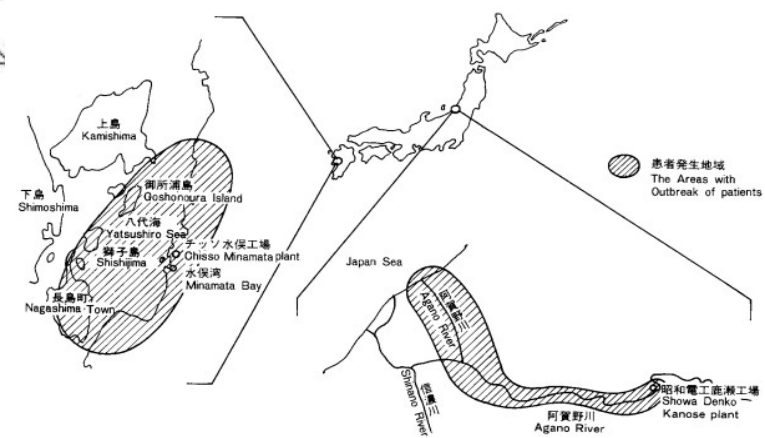 上島
Kamishima
下島
Shimoshima
御所浦島
Goshonoura Island
八代海
Yatsushiro Sea
獅子島
Shishijima
チッソ水俣工場
Chisso Minamata plant
水俣湾
Minamata Bay
長島町
Nagashima Town
患者発生地域
The Areas with
Outbreak of patients
Japan Sea
阿賀野川
Agano River
信濃川
Shinano River
阿賀野川
Agano River
昭和電工鹿瀬工場
Showa Denko
Kanose plant